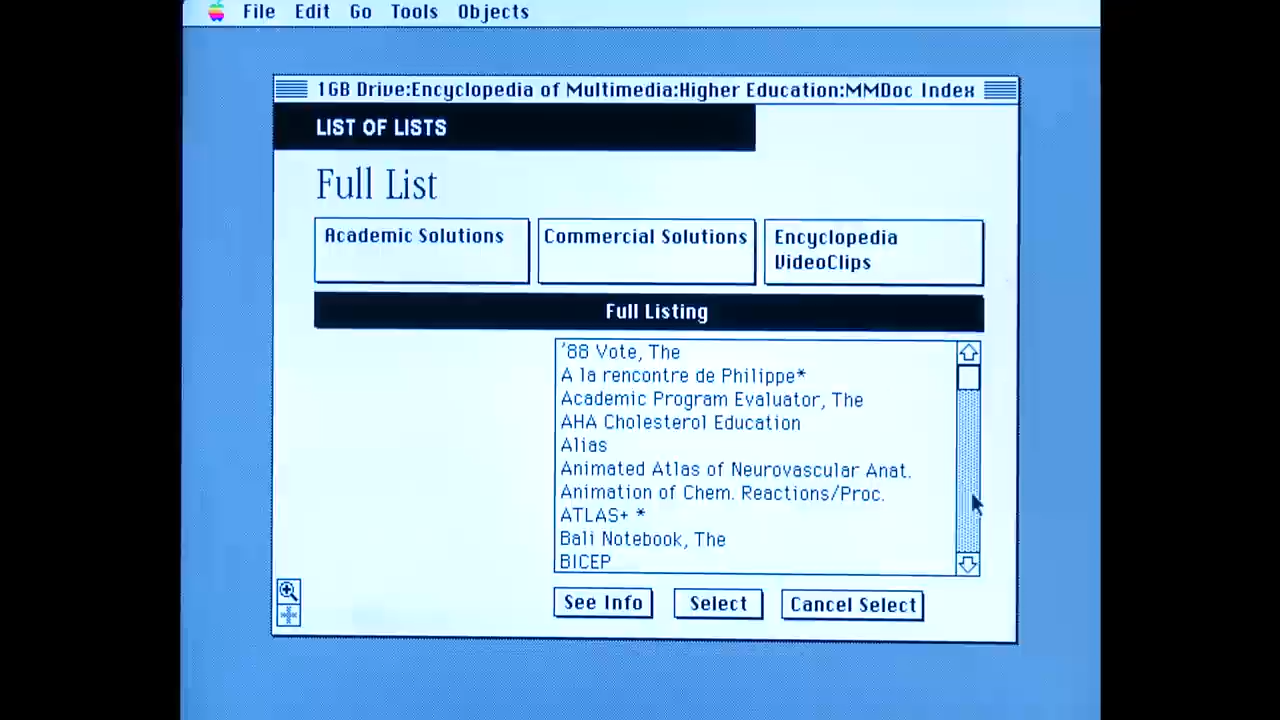 File Edit Go Tools Objects
1GB Drive:Encyclopedia of Multimedia:Higher Education:MMDoc Index
LIST OF LISTS
Full List
Academic Solutions
Commercial Solutions
Encyclopedia
VideoClips
Full Listing
'88 Vote, The
A la rencontre de Philippe*
Academic Program Evaluator, The
AHA Cholesterol Education
Alias
Animated Atlas of Neurovascular Anat.
Animation of Chem. Reactions/Proc.
ATLAS+ *
Bali Notebook, The
BICEP
See Info
Select
Cancel Select